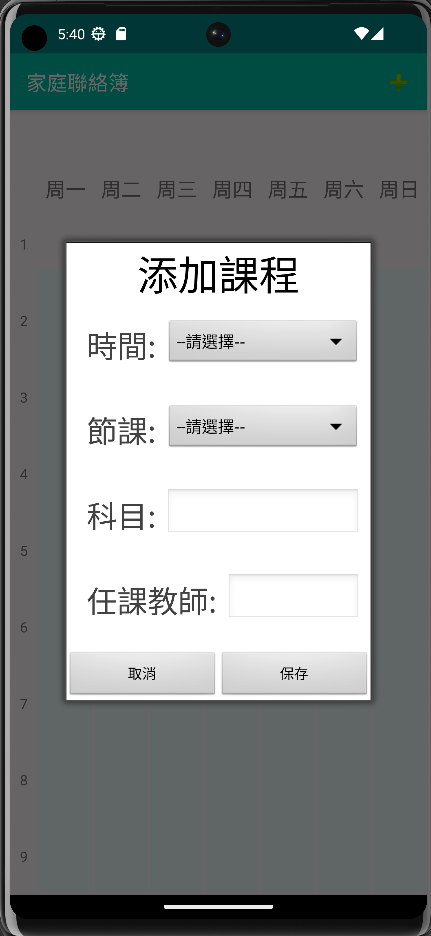 5:40
家庭聯絡簿
周一 周二 周三 周四 周五 周六 周日
1
添加課程
2
時間: --請選擇--
3
節課: --請選擇--
4
科目:
5
任課教師:
6
取消 保存
7
8
9